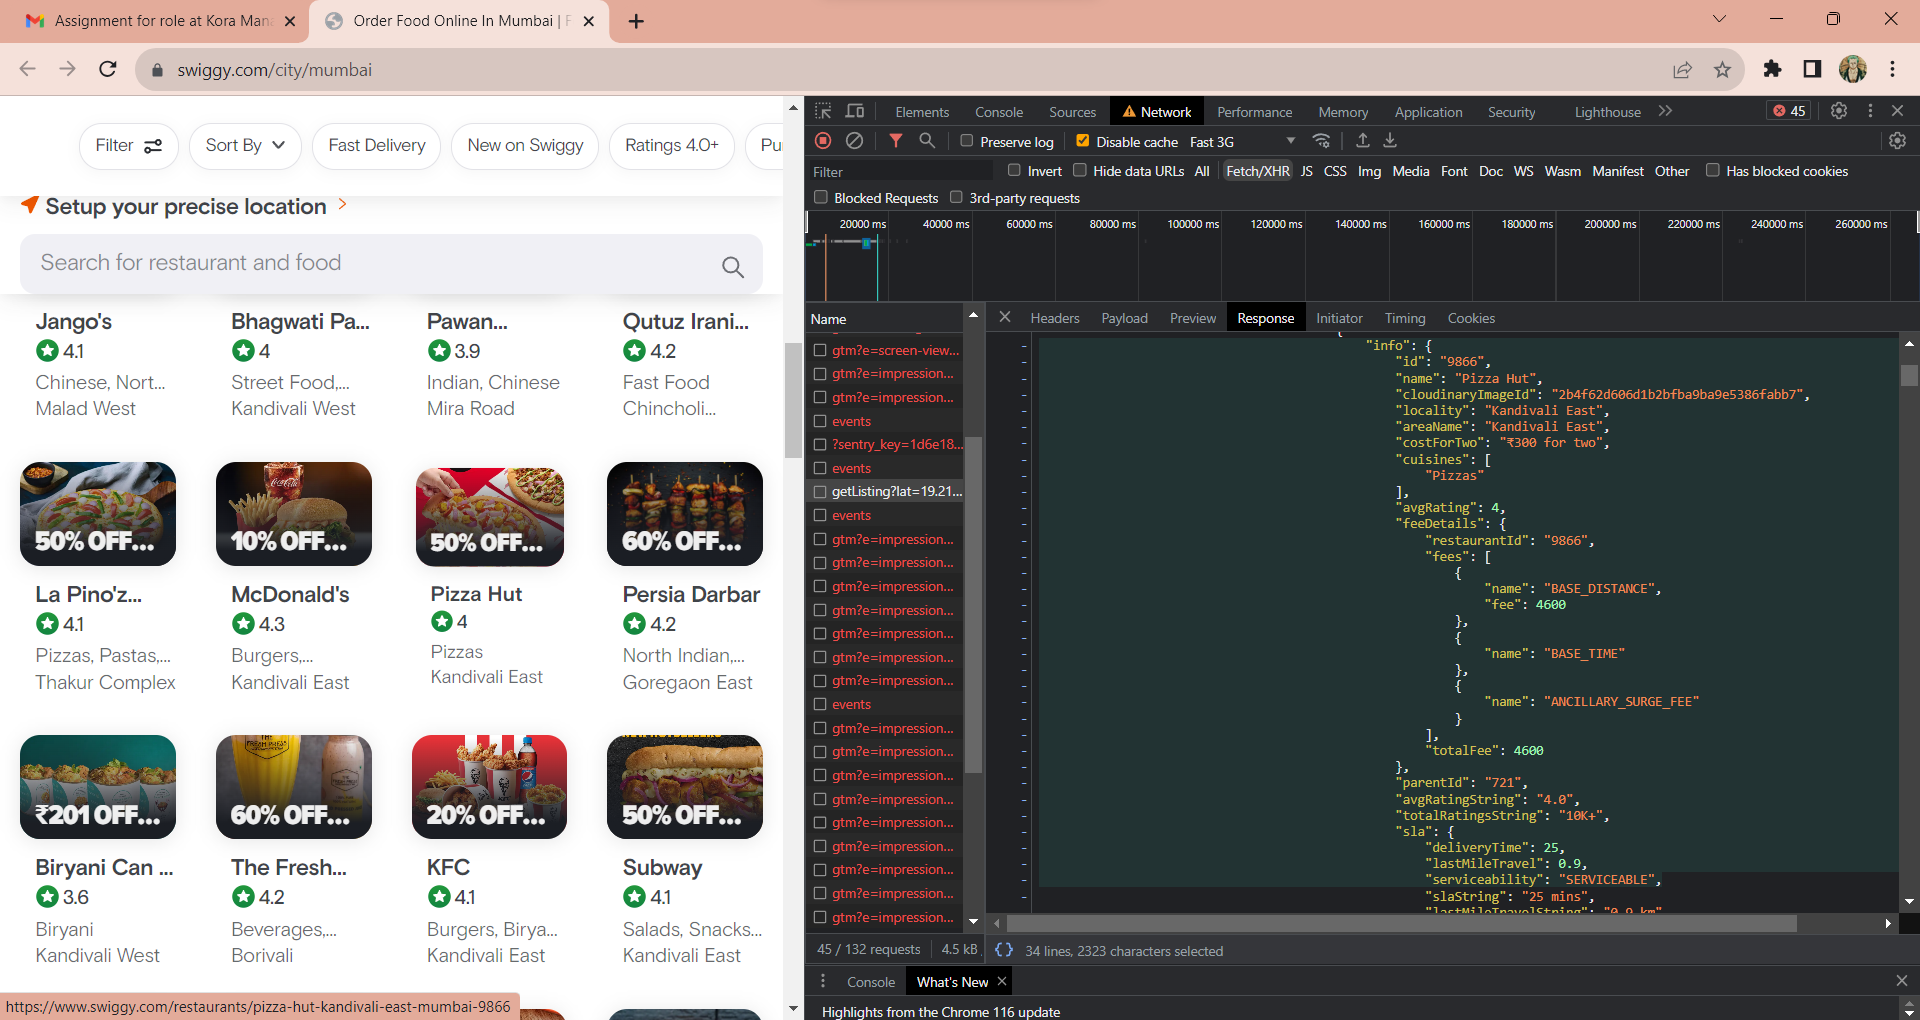 Assignment for role at Kora Mana
Order Food Online In Mumbai | F
swiggy.com/city/mumbai
Filter
Sort By
Fast Delivery
New on Swiggy
Ratings 4.0+
Pu
Setup your precise location
Search for restaurant and food
Jango's
4.1
Chinese, Nort...
Malad West
Bhagwati Pa...
4
Street Food,...
Kandivali West
Pawan...
3.9
Indian, Chinese
Mira Road
Qutuz Irani...
4.2
Fast Food
Chincholi...
50% OFF...
La Pino'z...
4.1
Pizzas, Pastas,...
Thakur Complex
10% OFF...
McDonald's
4.3
Burgers,...
Kandivali East
50% OFF...
Pizza Hut
4
Pizzas
Kandivali East
60% OFF...
Persia Darbar
4.2
North Indian,...
Goregaon East
₹201 OFF...
Biryani Can ...
3.6
Biryani
Kandivali West
60% OFF...
The Fresh...
4.2
Beverages,...
Borivali
20% OFF...
KFC
4.1
Burgers, Birya...
Kandivali East
50% OFF...
Subway
4.1
Salads, Snacks...
Kandivali East
https://www.swiggy.com/restaurants/pizza-hut-kandivali-east-mumbai-9866
Elements Console Sources Network Performance Memory Application Security Lighthouse 45
Preserve log Disable cache Fast 3G
Filter Invert Hide data URLs All Fetch/XHR JS CSS Img Media Font Doc WS Wasm Manifest Other Has blocked cookies
Blocked Requests 3rd-party requests
20000 ms 40000 ms 60000 ms 80000 ms 100000 ms 120000 ms 140000 ms 160000 ms 180000 ms 200000 ms 220000 ms 240000 ms 260000 ms
Name
gtm?e=screen-view...
gtm?e=impression...
gtm?e=impression...
events
?sentry_key=1d6e18...
events
getListing?lat=19.21...
events
gtm?e=impression...
gtm?e=impression...
gtm?e=impression...
gtm?e=impression...
gtm?e=impression...
gtm?e=impression...
gtm?e=impression...
events
gtm?e=impression...
gtm?e=impression...
gtm?e=impression...
gtm?e=impression...
gtm?e=impression...
gtm?e=impression...
gtm?e=impression...
gtm?e=impression...
gtm?e=impression...
45 / 132 requests 4.5 kB
Headers Payload Preview Response Initiator Timing Cookies
{
"info": {
"id": "9866",
"name": "Pizza Hut",
"cloudinaryImageId": "2b4f62d606d1b2bfba9ba9e5386fabb7",
"locality": "Kandivali East",
"areaName": "Kandivali East",
"costForTwo": "₹300 for two",
"cuisines": [
"Pizzas"
],
"avgRating": 4,
"feeDetails": {
"restaurantId": "9866",
"fees": [
{
"name": "BASE_DISTANCE",
"fee": 4600
},
{
"name": "BASE_TIME"
},
{
"name": "ANCILLARY_SURGE_FEE"
}
],
"totalFee": 4600
},
"parentId": "721",
"avgRatingString": "4.0",
"totalRatingsString": "10K+",
"sla": {
"deliveryTime": 25,
"lastMileTravel": 0.9,
"serviceability": "SERVICEABLE",
"slaString": "25 mins",
"lastMileTravelString": "0.9 km"
{} 34 lines, 2323 characters selected
Console What's New
Highlights from the Chrome 116 update